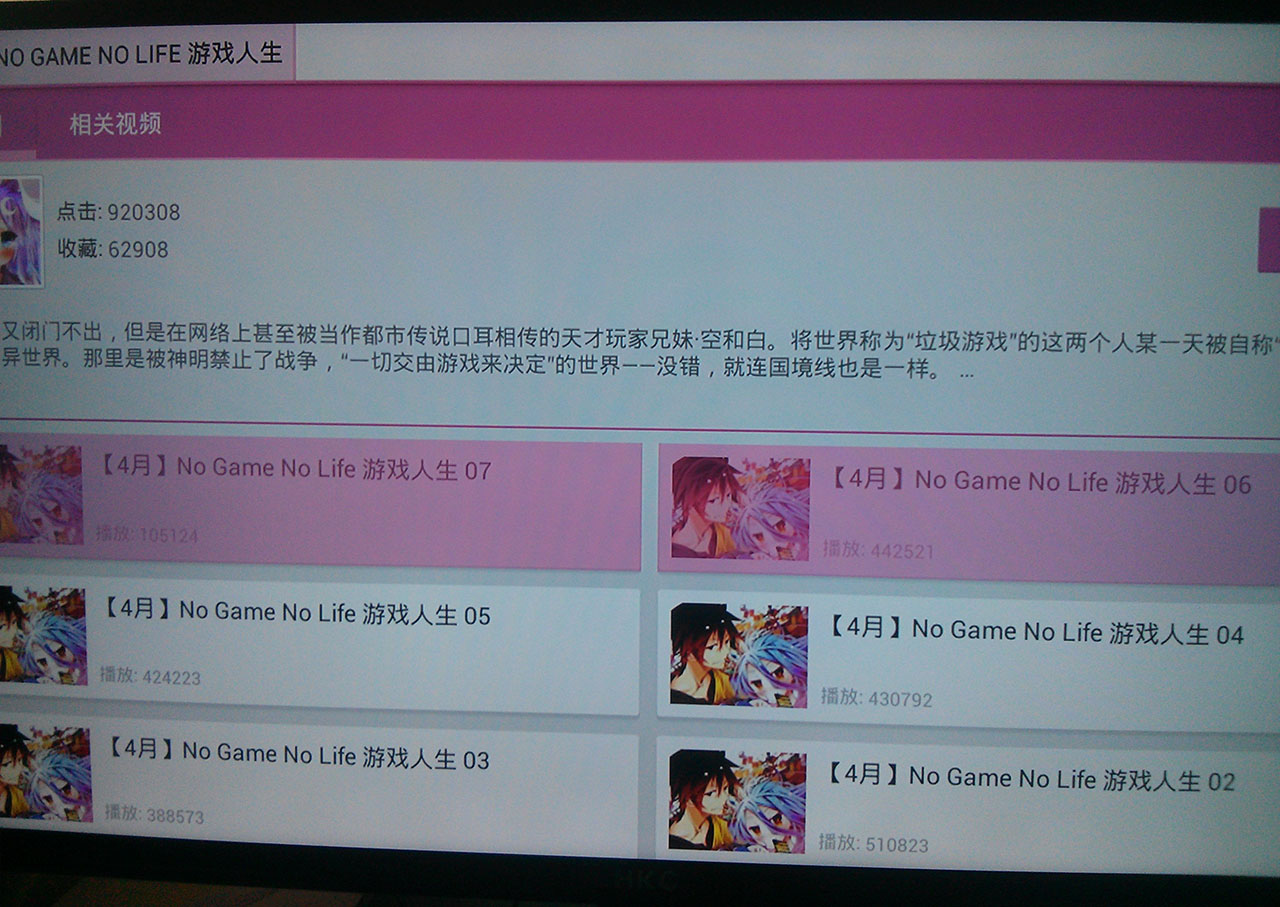 NO GAME NO LIFE 游戏人生
相关视频
点击: 920308
收藏: 62908
又闭门不出，但是在网络上甚至被当作都市传说口耳相传的天才玩家兄妹·空和白。将世界称为“垃圾游戏”的这两个人某一天被自称“
异世界。那里是被神明禁止了战争，“一切交由游戏来决定”的世界——没错，就连国境线也是一样。 ...
【4月】No Game No Life 游戏人生 07
播放: 105124
【4月】No Game No Life 游戏人生 06
播放: 442521
【4月】No Game No Life 游戏人生 05
播放: 424223
【4月】No Game No Life 游戏人生 04
播放: 430792
【4月】No Game No Life 游戏人生 03
播放: 388573
【4月】No Game No Life 游戏人生 02
播放: 510823
HKC